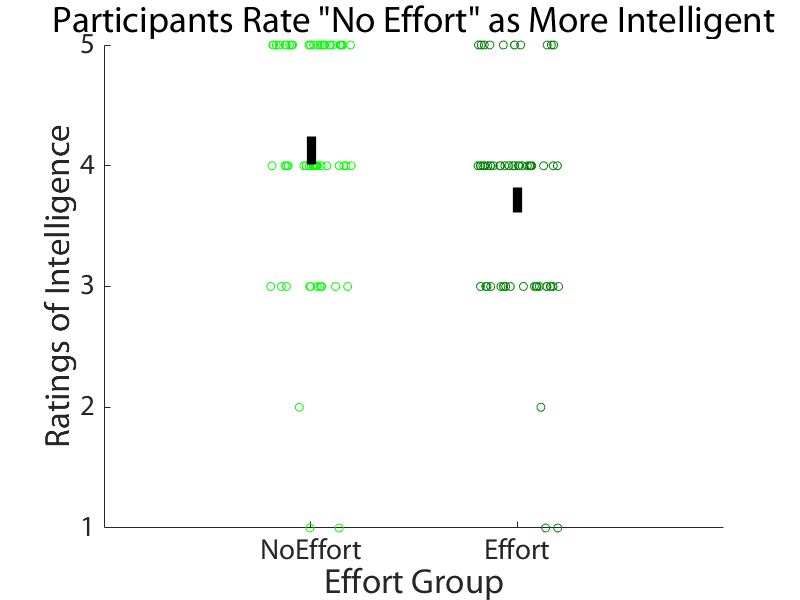 Participants Rate "No Effort" as More Intelligent
5
4
3
2
1
Ratings of Intelligence
NoEffort Effort
Effort Group